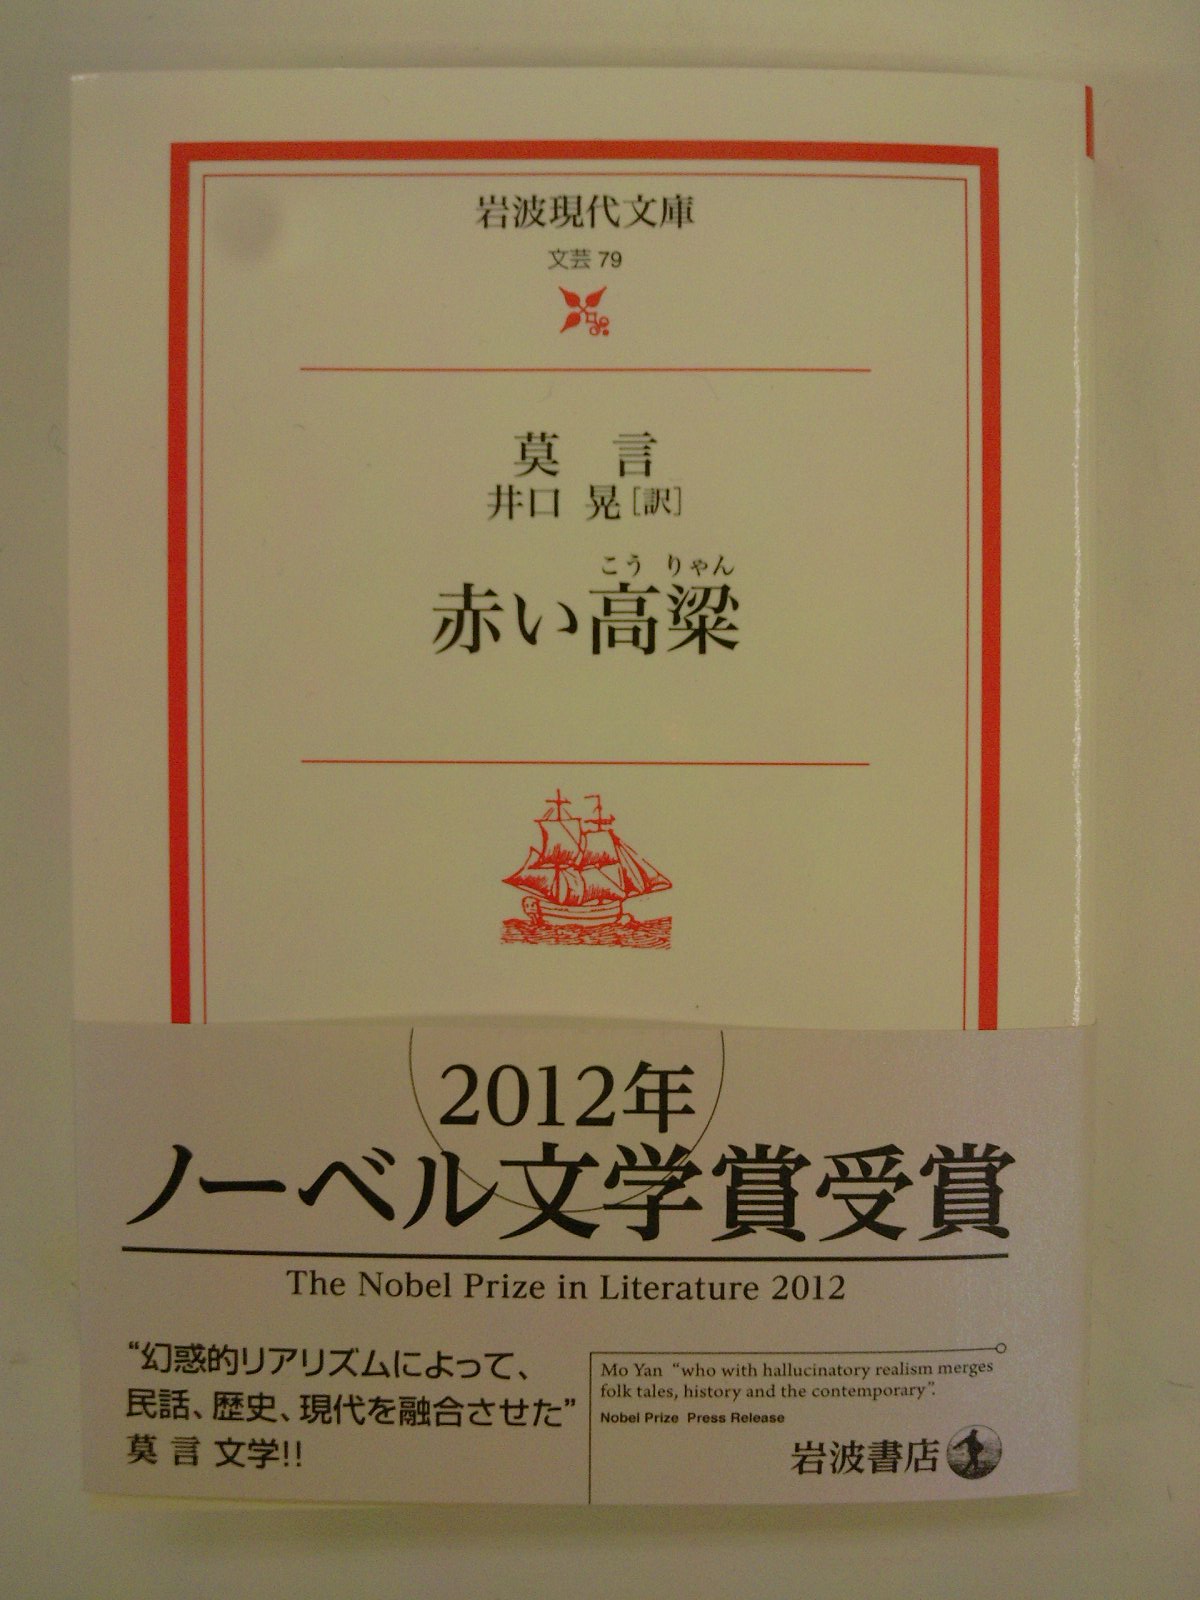 岩波現代文庫
文芸 79
莫 言
井口 晃[訳]
こう りゃん
赤い高粱
2012年
ノーベル文学賞受賞
The Nobel Prize in Literature 2012
“幻惑的リアリズムによって、
民話、歴史、現代を融合させた”
莫 言 文学!!
Mo Yan “who with hallucinatory realism merges
folk tales, history and the contemporary”.
Nobel Prize Press Release
岩波書店